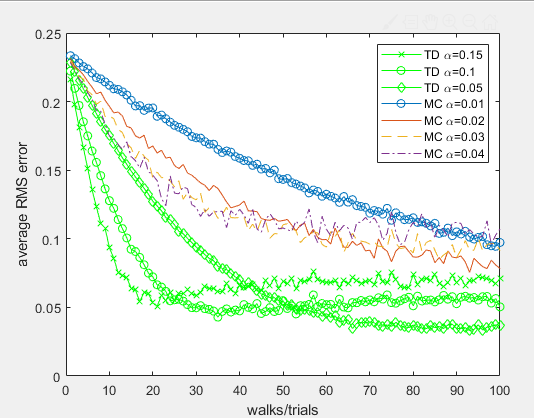 0.25
0.2
0.15
0.1
0.05
0
average RMS error
TD α=0.15
TD α=0.1
TD α=0.05
MC α=0.01
MC α=0.02
MC α=0.03
MC α=0.04
0 10 20 30 40 50 60 70 80 90 100
walks/trials